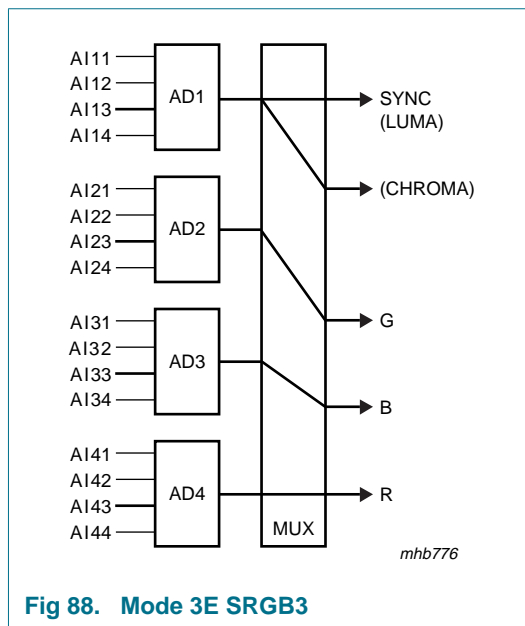 AI11
AI12
AI13
AI14
AD1
SYNC
(LUMA)
(CHROMA)
AI21
AI22
AI23
AI24
AD2
G
AI31
AI32
AI33
AI34
AD3
B
AI41
AI42
AI43
AI44
AD4
R
MUX
mhb776
Fig 88. Mode 3E SRGB3